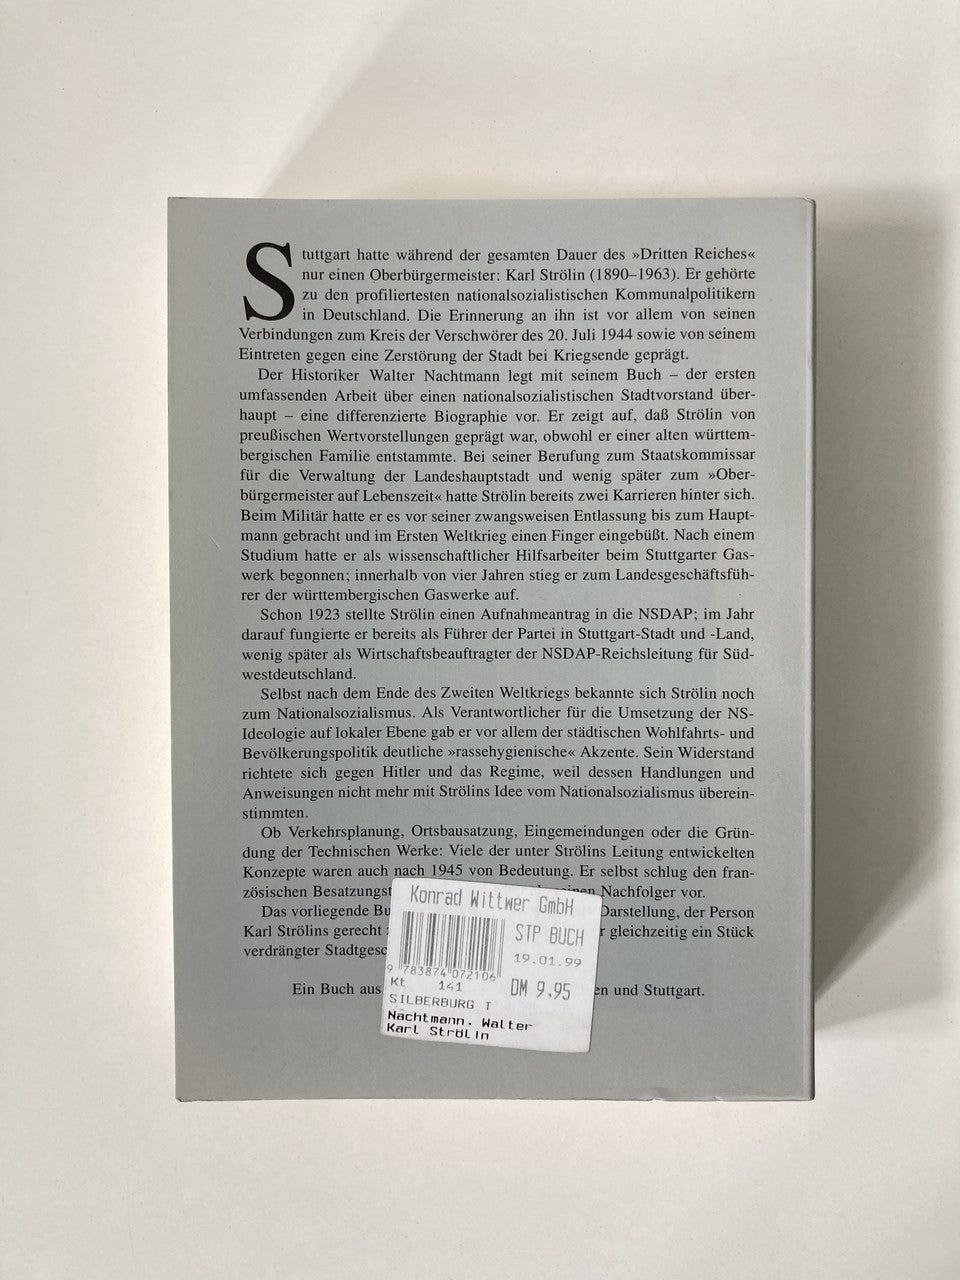 Stuttgart hatte während der gesamten Dauer des »Dritten Reiches«
nur einen Oberbürgermeister: Karl Strölin (1890–1963). Er gehörte
zu den profiliertesten nationalsozialistischen Kommunalpolitikern
in Deutschland. Die Erinnerung an ihn ist vor allem von seinen
Verbindungen zum Kreis der Verschwörer des 20. Juli 1944 sowie von seinem
Eintreten gegen eine Zerstörung der Stadt bei Kriegsende geprägt.
Der Historiker Walter Nachtmann legt mit seinem Buch – der ersten
umfassenden Arbeit über einen nationalsozialistischen Stadtvorstand über-
haupt – eine differenzierte Biographie vor. Er zeigt auf, daß Strölin von
preußischen Wertvorstellungen geprägt war, obwohl er einer alten württem-
bergischen Familie entstammte. Bei seiner Berufung zum Staatskommissar
für die Verwaltung der Landeshauptstadt und wenig später zum »Ober-
bürgermeister auf Lebenszeit« hatte Strölin bereits zwei Karrieren hinter sich.
Beim Militär hatte er es vor seiner zwangsweisen Entlassung bis zum Haupt-
mann gebracht und im Ersten Weltkrieg einen Finger eingebüßt. Nach einem
Studium hatte er als wissenschaftlicher Hilfsarbeiter beim Stuttgarter Gas-
werk begonnen; innerhalb von vier Jahren stieg er zum Landesgeschäftsfüh-
rer der württembergischen Gaswerke auf.
Schon 1923 stellte Strölin einen Aufnahmeantrag in die NSDAP; im Jahr
darauf fungierte er bereits als Führer der Partei in Stuttgart-Stadt und -Land,
wenig später als Wirtschaftsbeauftragter der NSDAP-Reichsleitung für Süd-
westdeutschland.
Selbst nach dem Ende des Zweiten Weltkriegs bekannte sich Strölin noch
zum Nationalsozialismus. Als Verantwortlicher für die Umsetzung der NS-
Ideologie auf lokaler Ebene gab er vor allem der städtischen Wohlfahrts- und
Bevölkerungspolitik deutliche »rassehygienische« Akzente. Sein Widerstand
richtete sich gegen Hitler und das Regime, weil dessen Handlungen und
Anweisungen nicht mehr mit Strölins Idee vom Nationalsozialismus überein-
stimmten.
Ob Verkehrsplanung, Ortsbausatzung, Eingemeindungen oder die Grün-
dung der Technischen Werke: Viele der unter Strölins Leitung entwickelten
Konzepte waren auch nach 1945 von Bedeutung. Er selbst schlug den fran-
zösischen Nachfolger vor.
Das vorliegende Darstellung, der Person
Karl Strölins gerecht gleichzeitig ein Stück
verdrängter
Ein Buch aus und Stuttgart.
Konrad Wittwer GmbH
STP BUCH
19.01.99
9 783874 072106
Kt 141
DM 9,95
SILBERBURG T
Nachtmann. Walter
Karl Strölin